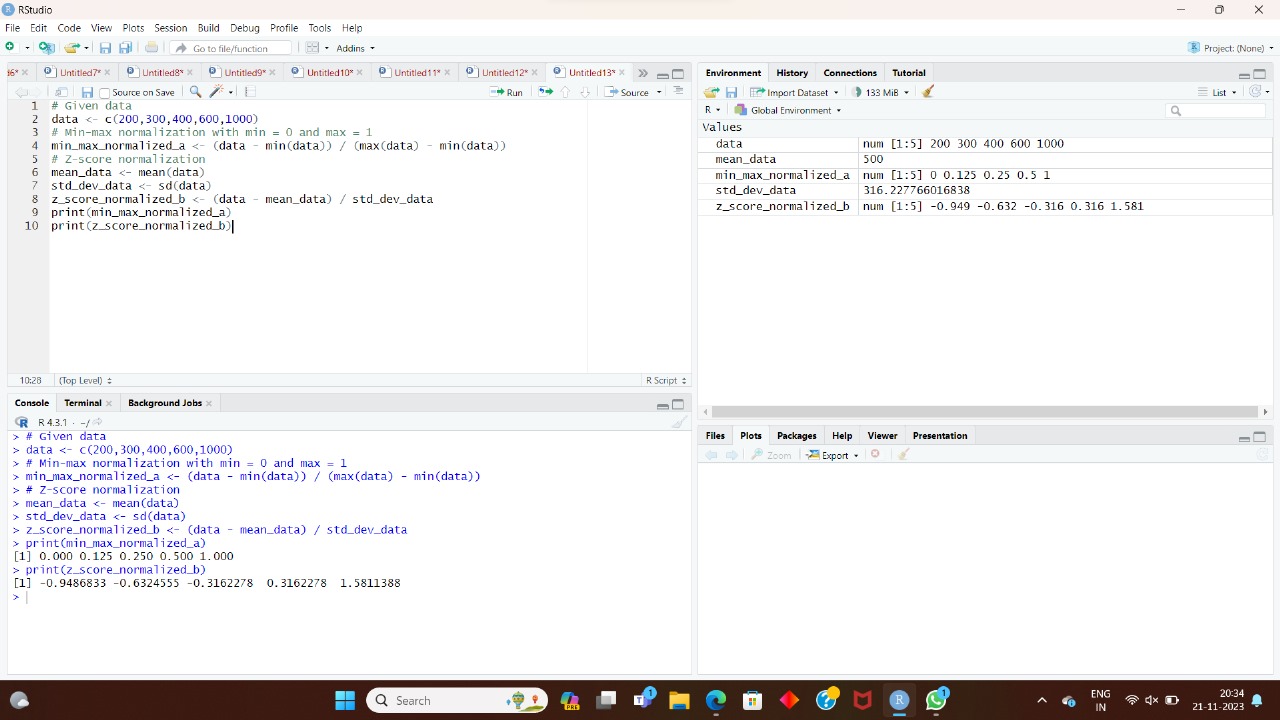 RStudio
File Edit Code View Plots Session Build Debug Profile Tools Help
Go to file/function Addins Project: (None)
Untitled7* Untitled8* Untitled9* Untitled10* Untitled11* Untitled12* Untitled13*
Source on Save Run Source
1 # Given data
2 data <- c(200,300,400,600,1000)
3 # Min-max normalization with min = 0 and max = 1
4 min_max_normalized_a <- (data - min(data)) / (max(data) - min(data))
5 # Z-score normalization
6 mean_data <- mean(data)
7 std_dev_data <- sd(data)
8 z_score_normalized_b <- (data - mean_data) / std_dev_data
9 print(min_max_normalized_a)
10 print(z_score_normalized_b)
10:28 (Top Level) R Script
Console Terminal Background Jobs
R 4.3.1 · ~/
> # Given data
> data <- c(200,300,400,600,1000)
> # Min-max normalization with min = 0 and max = 1
> min_max_normalized_a <- (data - min(data)) / (max(data) - min(data))
> # Z-score normalization
> mean_data <- mean(data)
> std_dev_data <- sd(data)
> z_score_normalized_b <- (data - mean_data) / std_dev_data
> print(min_max_normalized_a)
[1] 0.000 0.125 0.250 0.500 1.000
> print(z_score_normalized_b)
[1] -0.9486833 -0.6324555 -0.3162278 0.3162278 1.5811388
>
Environment History Connections Tutorial
Import Dataset 133 MiB List
R Global Environment
Values
data num [1:5] 200 300 400 600 1000
mean_data 500
min_max_normalized_a num [1:5] 0 0.125 0.25 0.5 1
std_dev_data 316.227766016838
z_score_normalized_b num [1:5] -0.949 -0.632 -0.316 0.316 1.581
Files Plots Packages Help Viewer Presentation
Zoom Export
Search
PRE
1
1
ENG
IN
20:34
21-11-2023